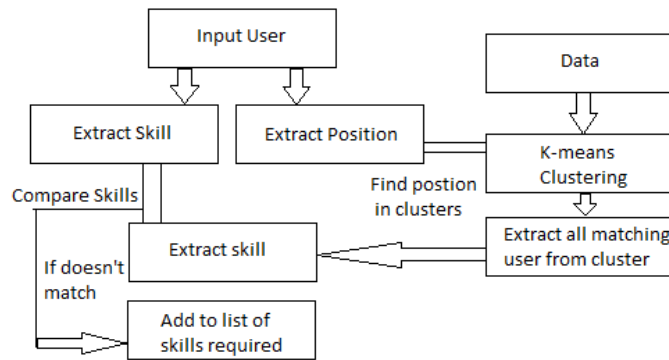 Input User
Data
Extract Skill
Extract Position
K-means
Clustering
Compare Skills
Find postion
in clusters
Extract skill
Extract all matching
user from cluster
If doesn't
match
Add to list of
skills required